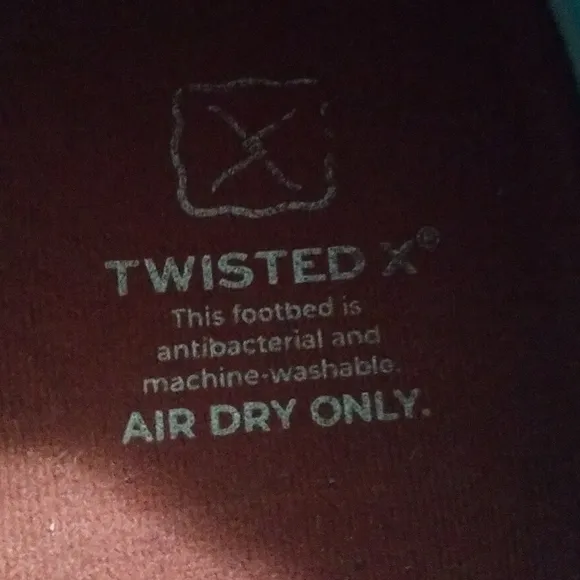 TWISTED X®
This footbed is
antibacterial and
machine-washable.
AIR DRY ONLY.